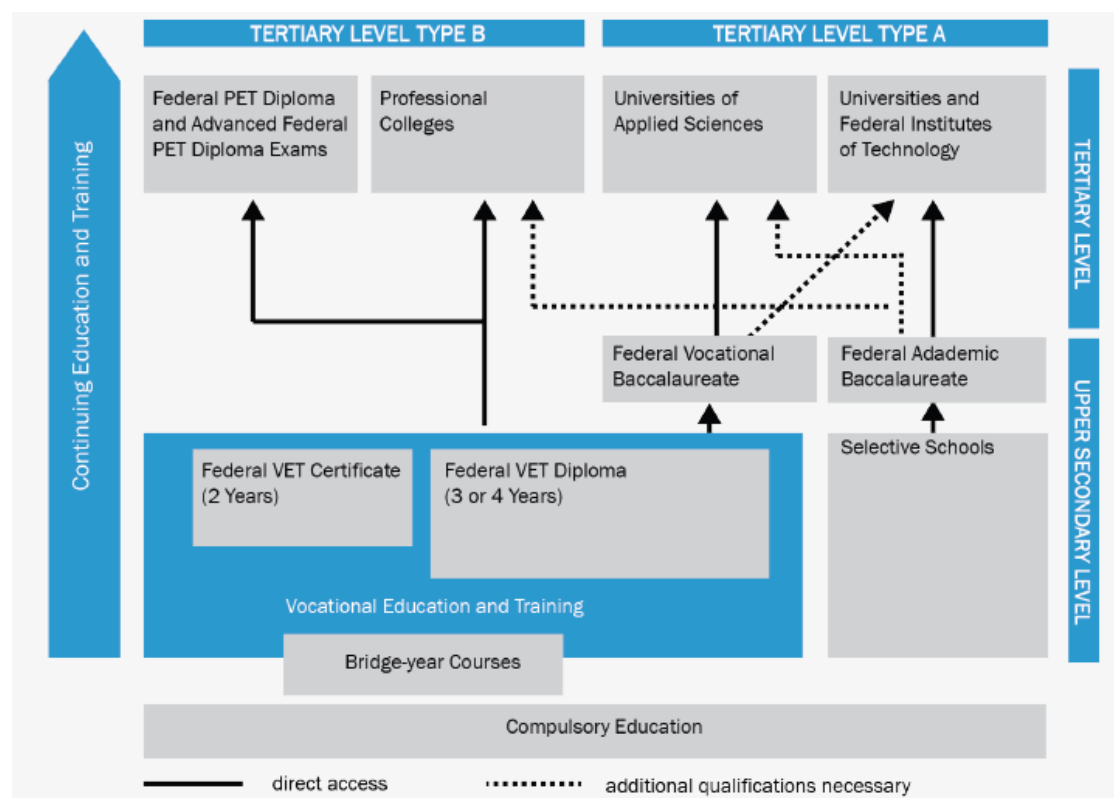 TERTIARY LEVEL TYPE B
TERTIARY LEVEL TYPE A
Continuing Education and Training
Federal PET Diploma
and Advanced Federal
PET Diploma Exams
Professional
Colleges
Universities of
Applied Sciences
Universities and
Federal Institutes
of Technology
TERTIARY LEVEL
Federal Vocational
Baccalaureate
Federal Adademic
Baccalaureate
UPPER SECONDARY LEVEL
Federal VET Certificate
(2 Years)
Federal VET Diploma
(3 or 4 Years)
Selective Schools
Vocational Education and Training
Bridge-year Courses
Compulsory Education
direct access
additional qualifications necessary